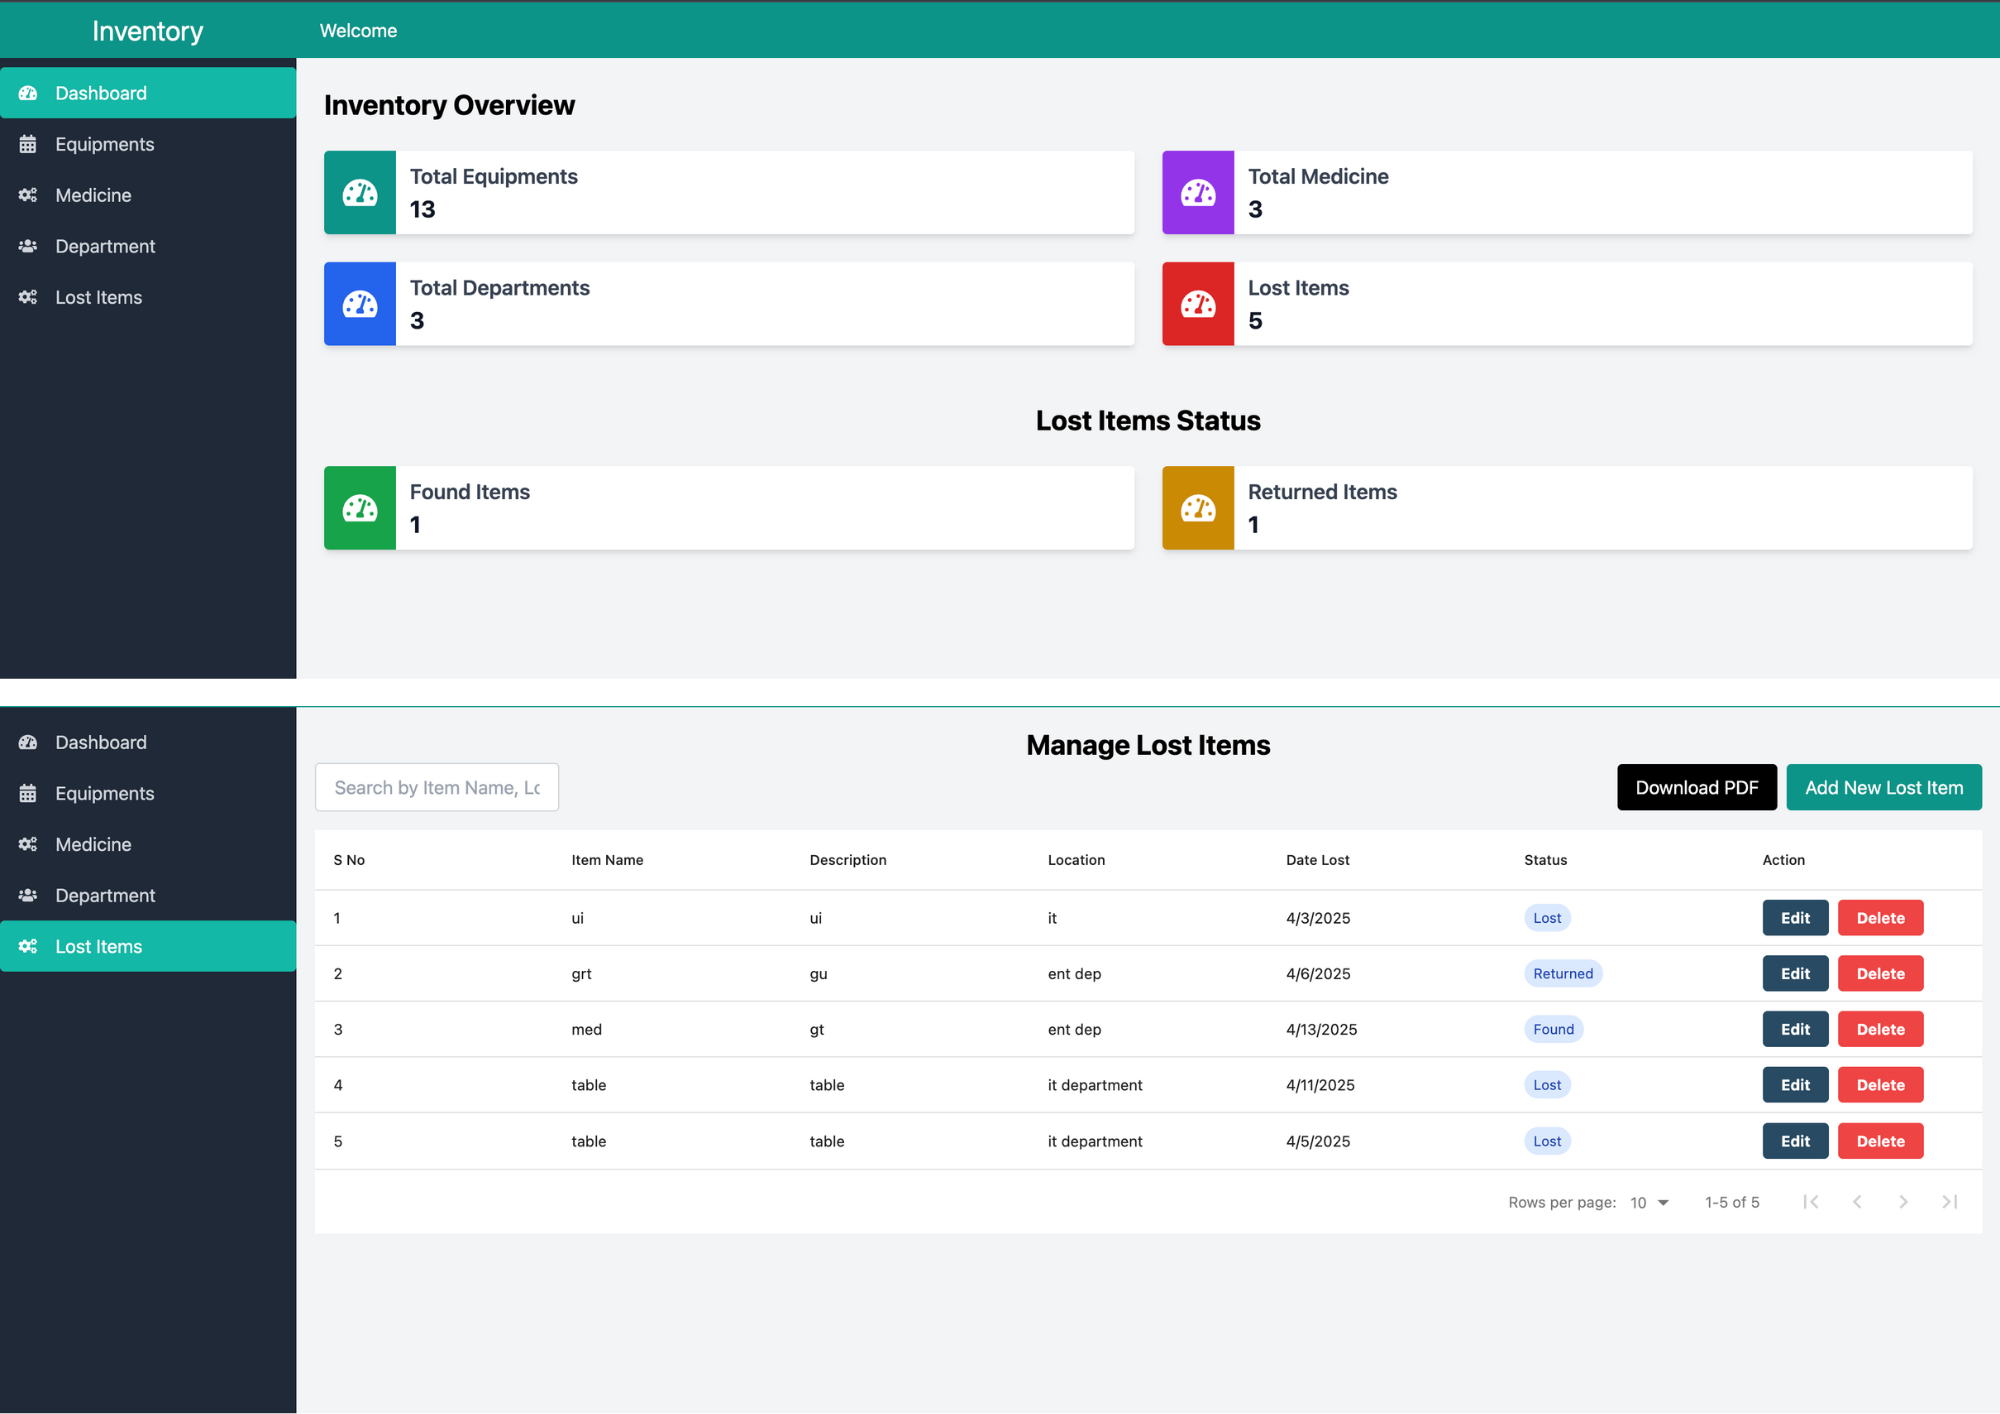 Inventory
Welcome
Dashboard
Equipments
Medicine
Department
Lost Items
Inventory Overview
Total Equipments
13
Total Medicine
3
Total Departments
3
Lost Items
5
Lost Items Status
Found Items
1
Returned Items
1
Dashboard
Equipments
Medicine
Department
Lost Items
Manage Lost Items
Search by Item Name, Lo
Download PDF
Add New Lost Item
S No Item Name Description Location Date Lost Status Action
1 ui ui it 4/3/2025 Lost Edit Delete
2 grt gu ent dep 4/6/2025 Returned Edit Delete
3 med gt ent dep 4/13/2025 Found Edit Delete
4 table table it department 4/11/2025 Lost Edit Delete
5 table table it department 4/5/2025 Lost Edit Delete
Rows per page: 10 1-5 of 5